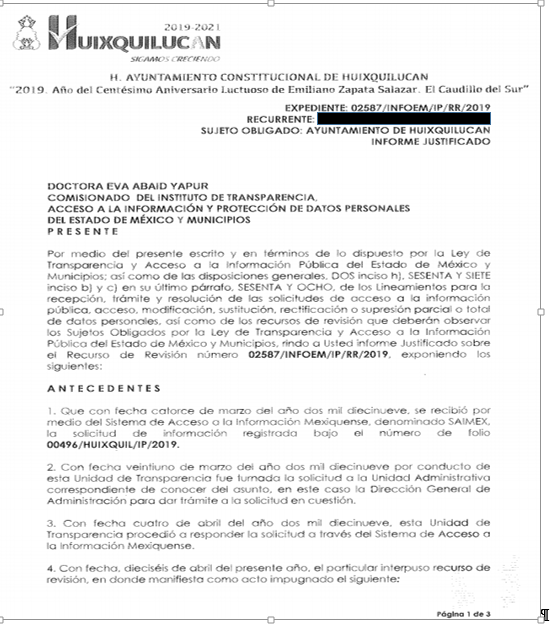 2019-2021
HUIXQUILUCAN
SIGAMOS CRECIENDO
H. AYUNTAMIENTO CONSTITUCIONAL DE HUIXQUILUCAN
"2019. Año del Centésimo Aniversario Luctuoso de Emiliano Zapata Salazar. El Caudillo del Sur"
EXPEDIENTE: 02587/INFOEM/IP/RR/2019
RECURRENTE:
SUJETO OBLIGADO: AYUNTAMIENTO DE HUIXQUILUCAN
INFORME JUSTIFICADO
DOCTORA EVA ABAID YAPUR
COMISIONADO DEL INSTITUTO DE TRANSPARENCIA,
ACCESO A LA INFORMACIÓN Y PROTECCIÓN DE DATOS PERSONALES
DEL ESTADO DE MÉXICO Y MUNICIPIOS
P R E S E N T E
Por medio del presente escrito y en términos de lo dispuesto por la Ley de
Transparencia y Acceso a la Información Pública del Estado de México y
Municipios; así como de las disposiciones generales, DOS inciso h), SESENTA Y SIETE
inciso b) y c) en su último párrafo, SESENTA Y OCHO, de los Lineamientos para la
recepción, trámite y resolución de las solicitudes de acceso a la información
pública, acceso, modificación, sustitución, rectificación o supresión parcial o total
de datos personales, así como de los recursos de revisión que deberán observar
los Sujetos Obligados por la Ley de Transparencia y Acceso a la Información
Pública del Estado de México y Municipios, rindo a Usted informe Justificado sobre
el Recurso de Revisión número 02587/INFOEM/IP/RR/2019, exponiendo los
siguientes:
A N T E C E D E N T E S
1. Que con fecha catorce de marzo del año dos mil diecinueve, se recibió por
medio del Sistema de Acceso a la Información Mexiquense, denominado SAIMEX,
la solicitud de información registrada bajo el número de folio
00496/HUIXQUIL/IP/2019.
2. Con fecha veintiuno de marzo del año dos mil diecinueve por conducto de
esta Unidad de Transparencia fue turnada la solicitud a la Unidad Administrativa
correspondiente de conocer del asunto, en este caso la Dirección General de
Administración para dar trámite a la solicitud en cuestión.
3. Con fecha cuatro de abril del año dos mil diecinueve, esta Unidad de
Transparencia procedió a responder la solicitud a través del Sistema de Acceso a
la Información Mexiquense.
4. Con fecha, dieciséis de abril del presente año, el particular interpuso recurso de
revisión, en donde manifiesta como acto impugnado el siguiente:
Página 1 de 3
¶